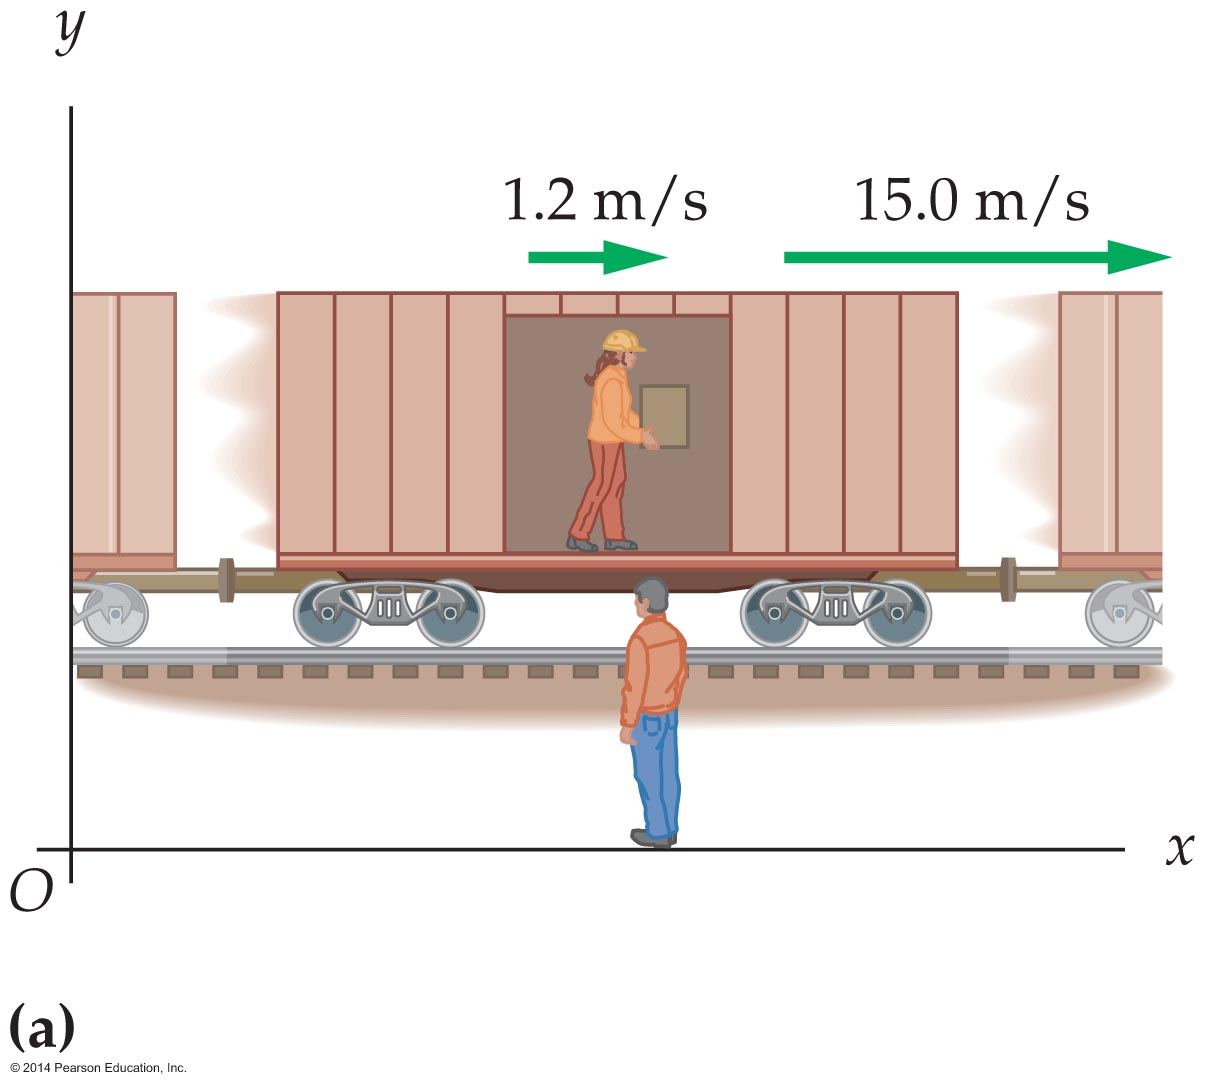 y
1.2 m/s 15.0 m/s
x
O
(a)
© 2014 Pearson Education, Inc.